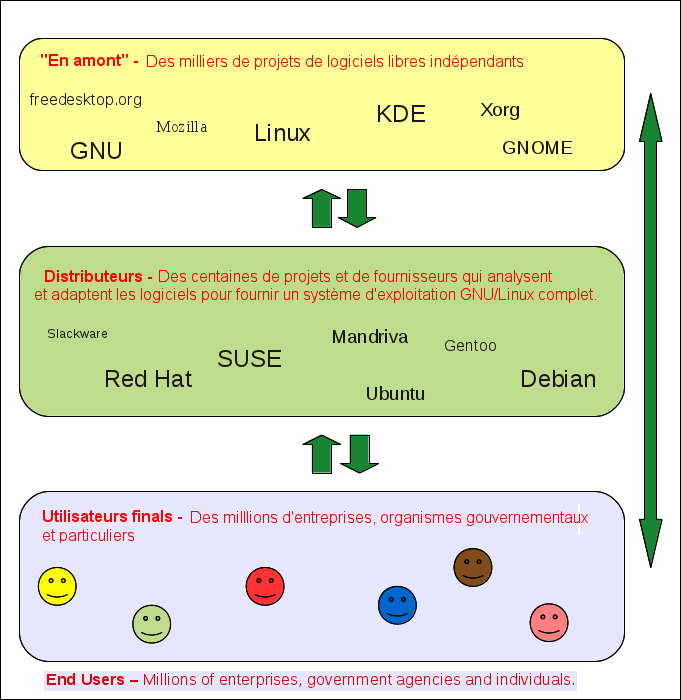 "En amont" - Des milliers de projets de logiciels libres indépendants
freedesktop.org
Mozilla
GNU
Linux
KDE
Xorg
GNOME
Distributeurs - Des centaines de projets et de fournisseurs qui analysent
et adaptent les logiciels pour fournir un système d'exploitation GNU/Linux complet.
Slackware
Red Hat
SUSE
Mandriva
Ubuntu
Gentoo
Debian
Utilisateurs finals - Des milllions d'entreprises, organismes gouvernementaux
et particuliers
End Users – Millions of enterprises, government agencies and individuals.